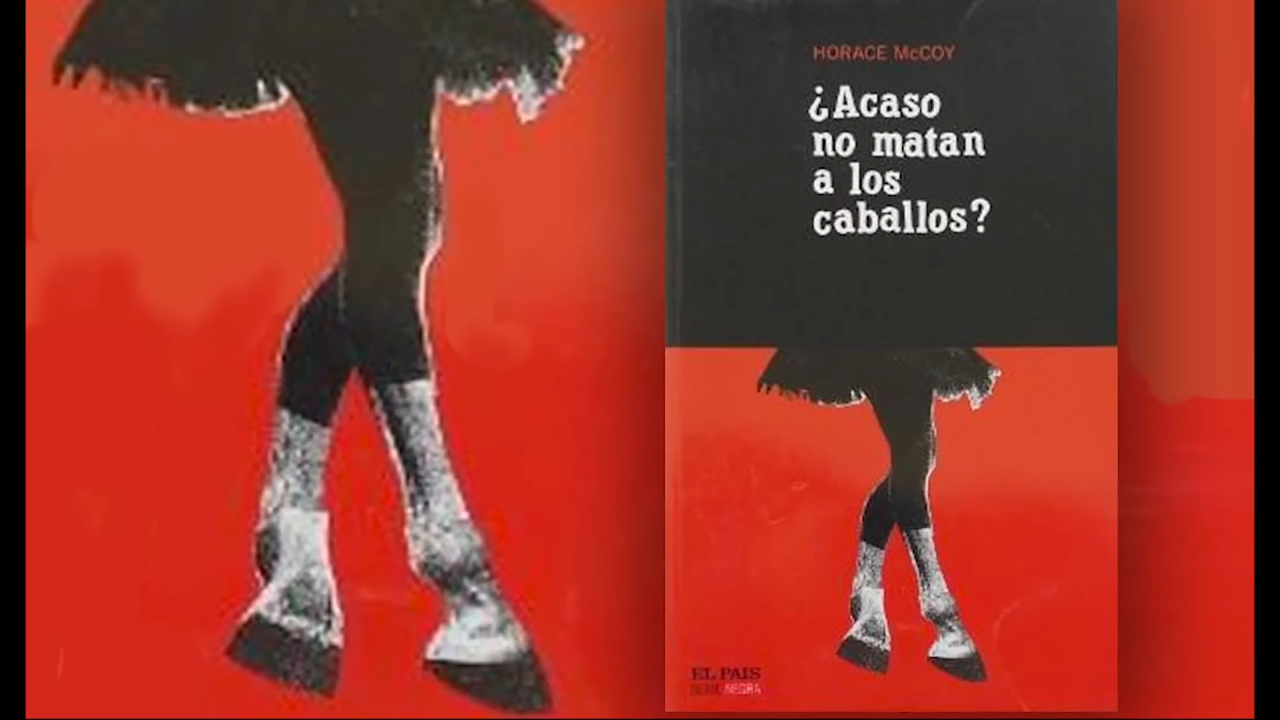 HORACE McCOY
¿Acaso
no matan
a los
caballos?
EL PAIS
SERIE NEGRA